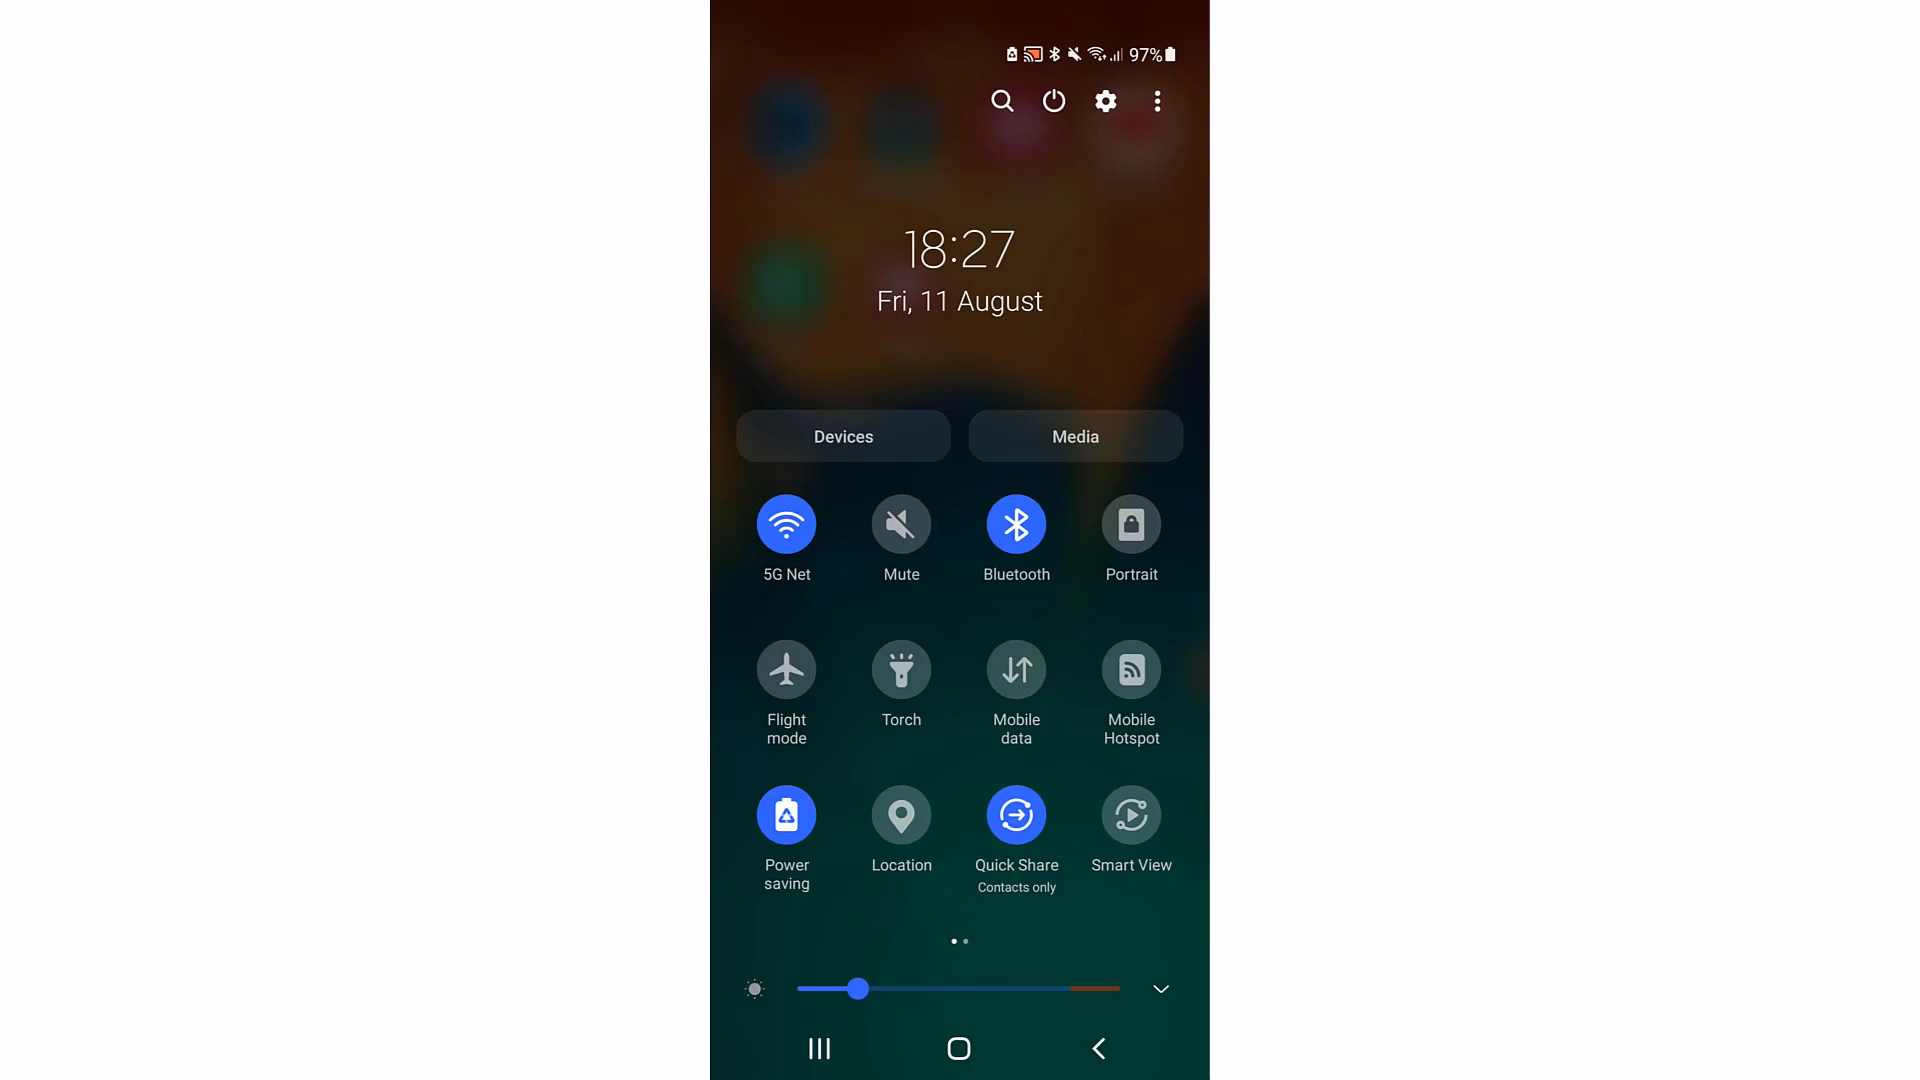 97%
18:27
Fri, 11 August
Devices
Media
5G Net
Mute
Bluetooth
Portrait
Flight
mode
Torch
Mobile
data
Mobile
Hotspot
Power
saving
Location
Quick Share
Contacts only
Smart View